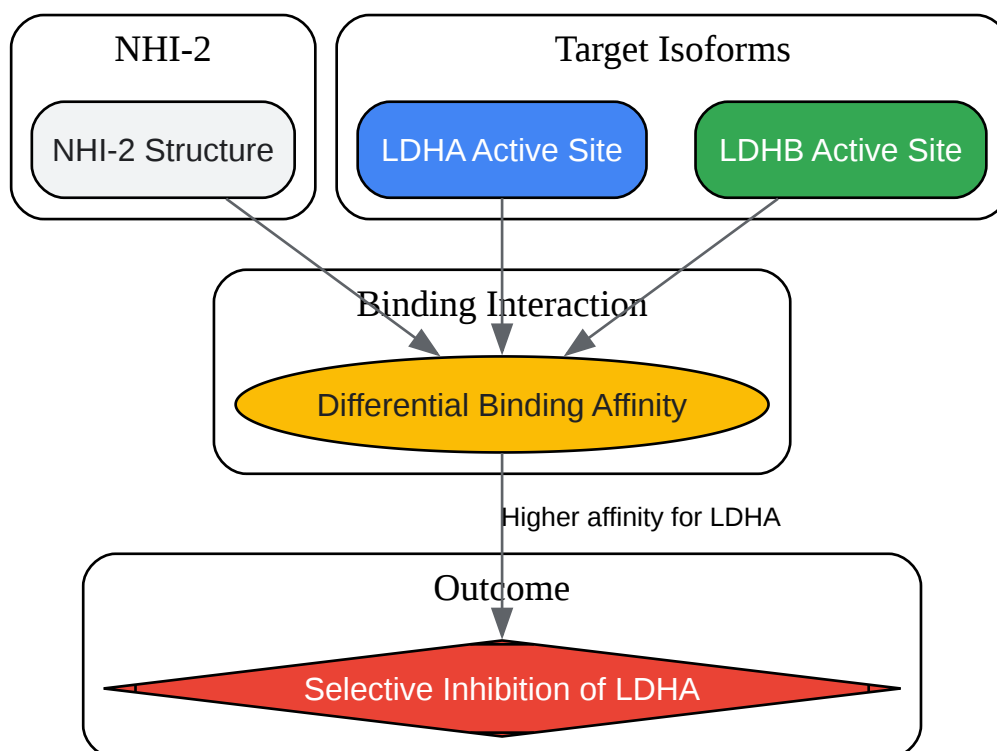 NHI-2
Target Isoforms
NHI-2 Structure
LDHA Active Site
LDHB Active Site
Binding Interaction
Differential Binding Affinity
Higher affinity for LDHA
Outcome
Selective Inhibition of LDHA